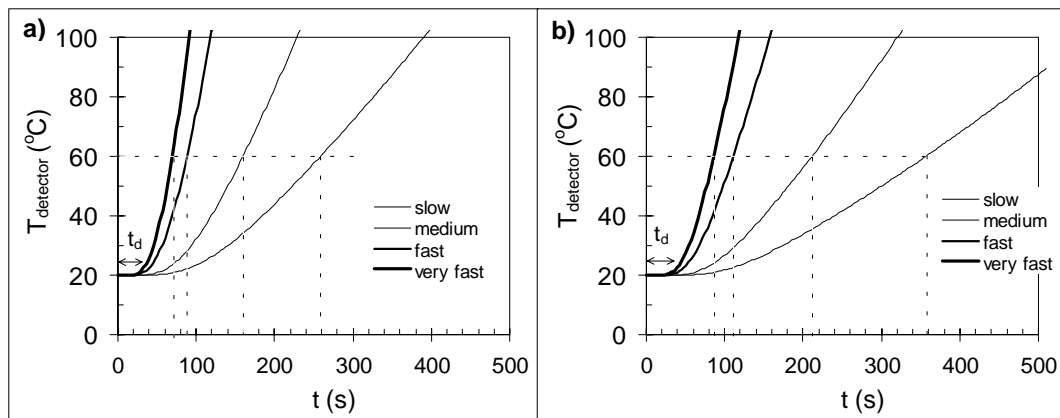 a)
T_detector (°C)
100
80
60
40
20
0
t_d
slow
medium
fast
very fast
0 100 200 300 400 500
t (s)
b)
T_detector (°C)
100
80
60
40
20
0
t_d
slow
medium
fast
very fast
0 100 200 300 400 500
t (s)